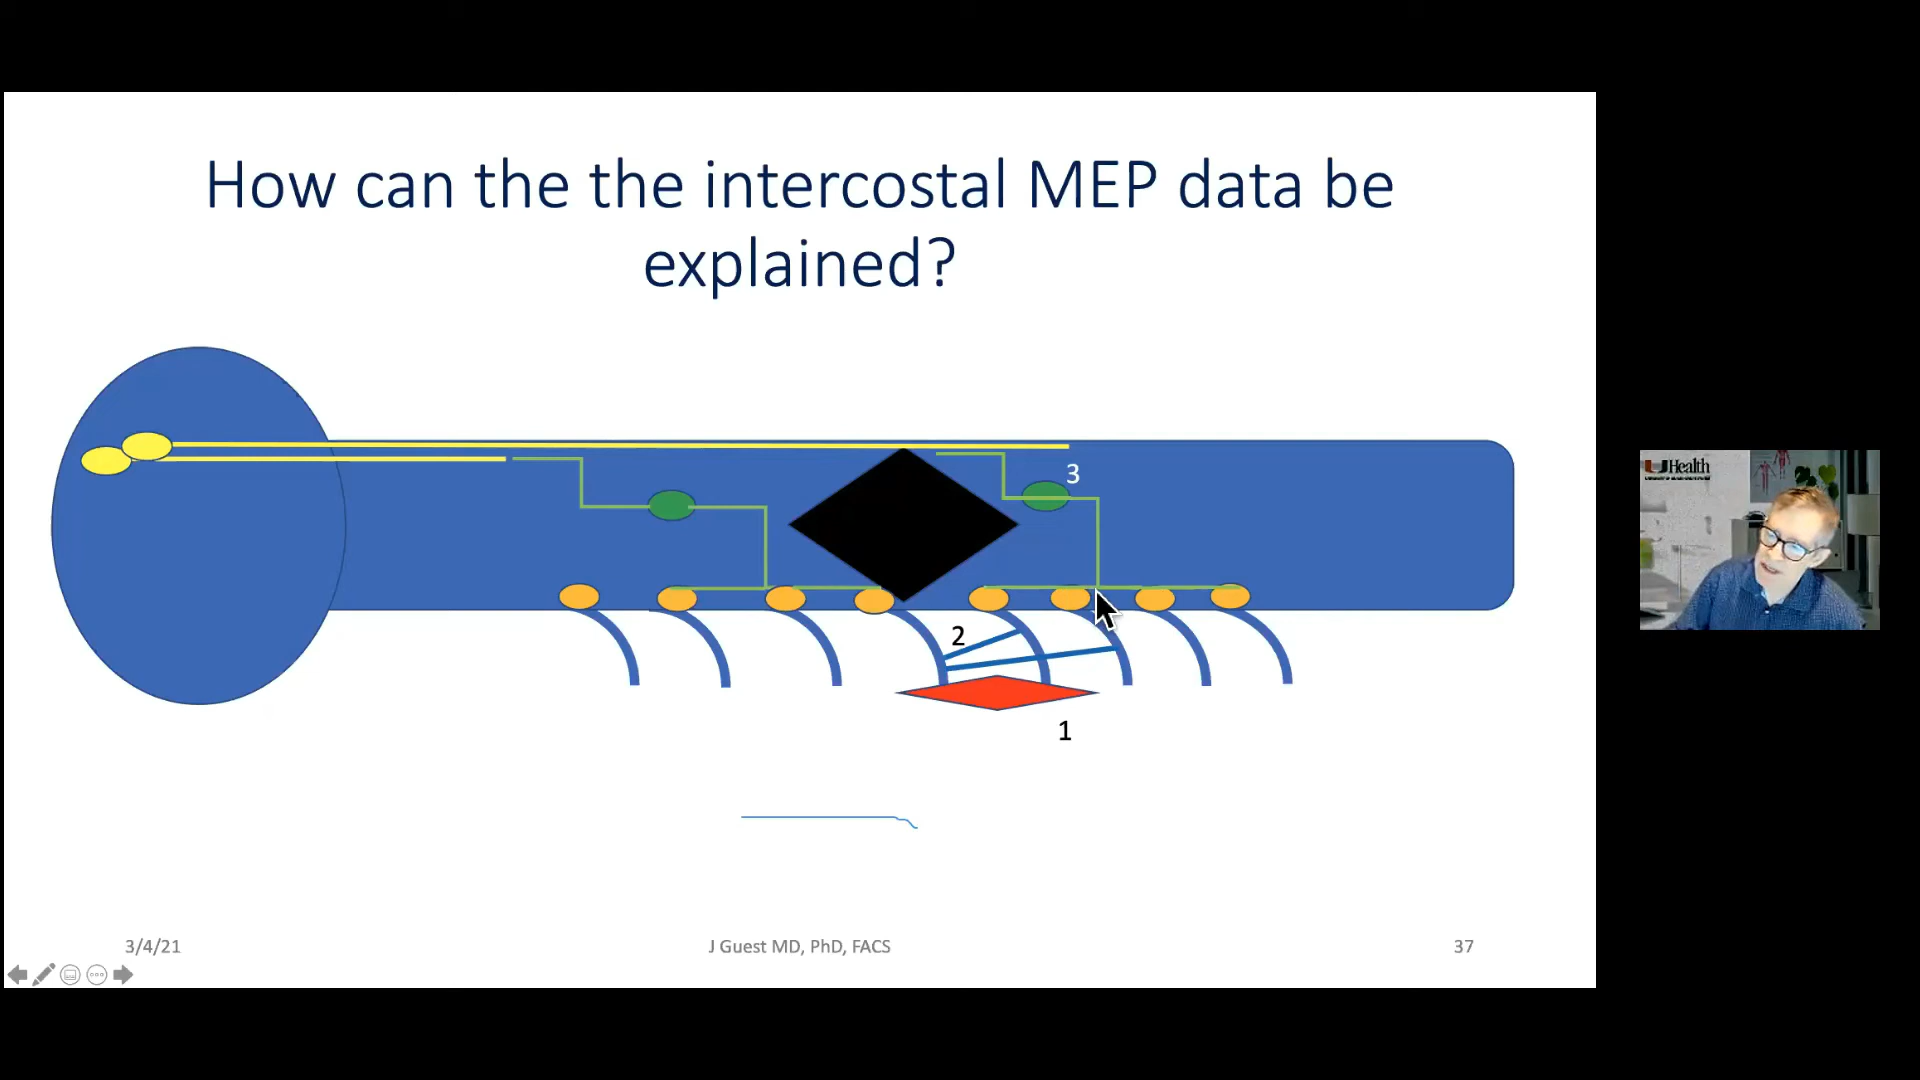 How can the the intercostal MEP data be
explained?
3
2
1
3/4/21
J Guest MD, PhD, FACS
37
UHealth